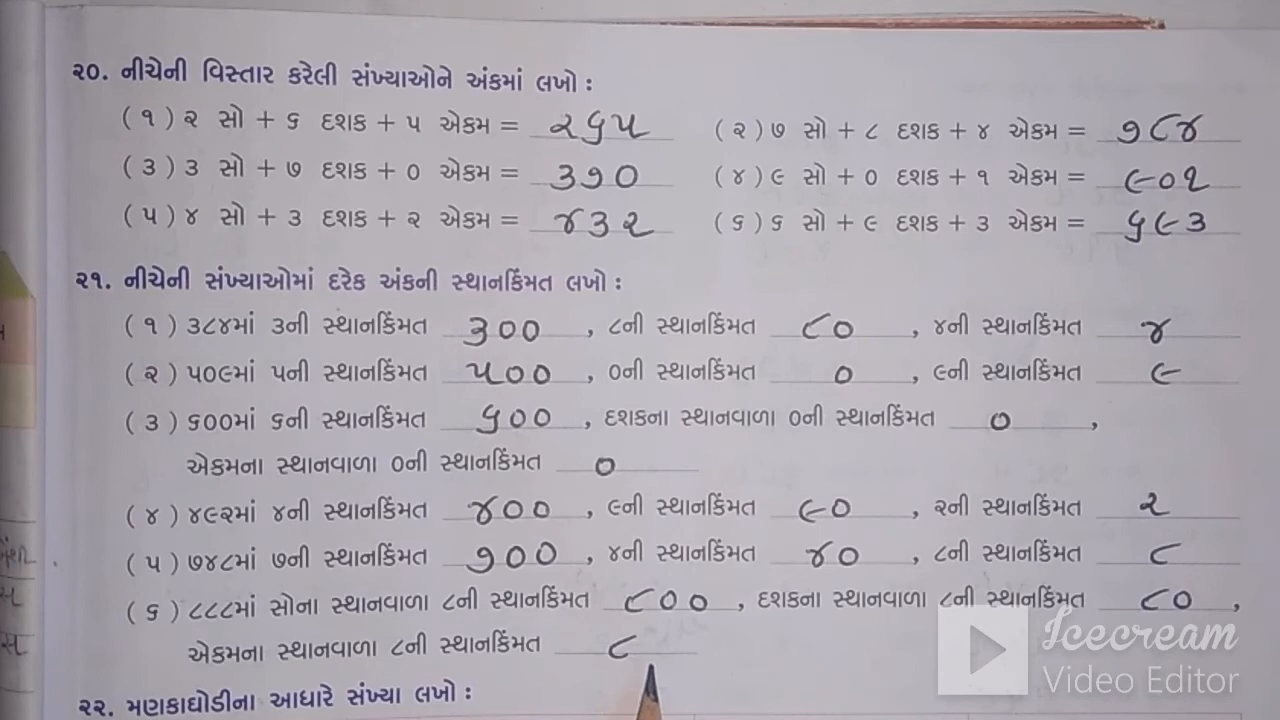 ૨૦. નીચેની વિસ્તાર કરેલી સંખ્યાઓને અંકમાં લખો :
(૧) ૨ સો + ૬ દશક + ૫ એકમ = ૨૬૫ (૨) ૭ સો + ૮ દશક + ૪ એકમ = ૭૮૪
(૩) ૩ સો + ૭ દશક + ૦ એકમ = ૩૭૦ (૪) ૯ સો + ૦ દશક + ૧ એકમ = ૯૦૧
(૫) ૪ સો + ૩ દશક + ૨ એકમ = ૪૩૨ (૬) ૬ સો + ૯ દશક + ૩ એકમ = ૬૯૩
૨૧. નીચેની સંખ્યાઓમાં દરેક અંકની સ્થાનકિંમત લખો :
(૧) ૩૮૪માં ૩ની સ્થાનકિંમત ૩૦૦ , ૮ની સ્થાનકિંમત ૮૦ , ૪ની સ્થાનકિંમત ૪
(૨) ૫૦૯માં ૫ની સ્થાનકિંમત ૫૦૦ , ૦ની સ્થાનકિંમત ૦ , ૯ની સ્થાનકિંમત ૯
(૩) ૬૦૦માં ૬ની સ્થાનકિંમત ૬૦૦ , દશકના સ્થાનવાળા ૦ની સ્થાનકિંમત ૦ ,
એકમના સ્થાનવાળા ૦ની સ્થાનકિંમત ૦
(૪) ૪૯૨માં ૪ની સ્થાનકિંમત ૪૦૦ , ૯ની સ્થાનકિંમત ૯૦ , ૨ની સ્થાનકિંમત ૨
(૫) ૭૪૮માં ૭ની સ્થાનકિંમત ૭૦૦ , ૪ની સ્થાનકિંમત ૪૦ , ૮ની સ્થાનકિંમત ૮
(૬) ૮૮૮માં સોના સ્થાનવાળા ૮ની સ્થાનકિંમત ૮૦૦ , દશકના સ્થાનવાળા ૮ની સ્થાનકિંમત ૮૦ ,
એકમના સ્થાનવાળા ૮ની સ્થાનકિંમત ૮
૨૨. મણકાઘોડીના આધારે સંખ્યા લખો :
Icecream
Video Editor